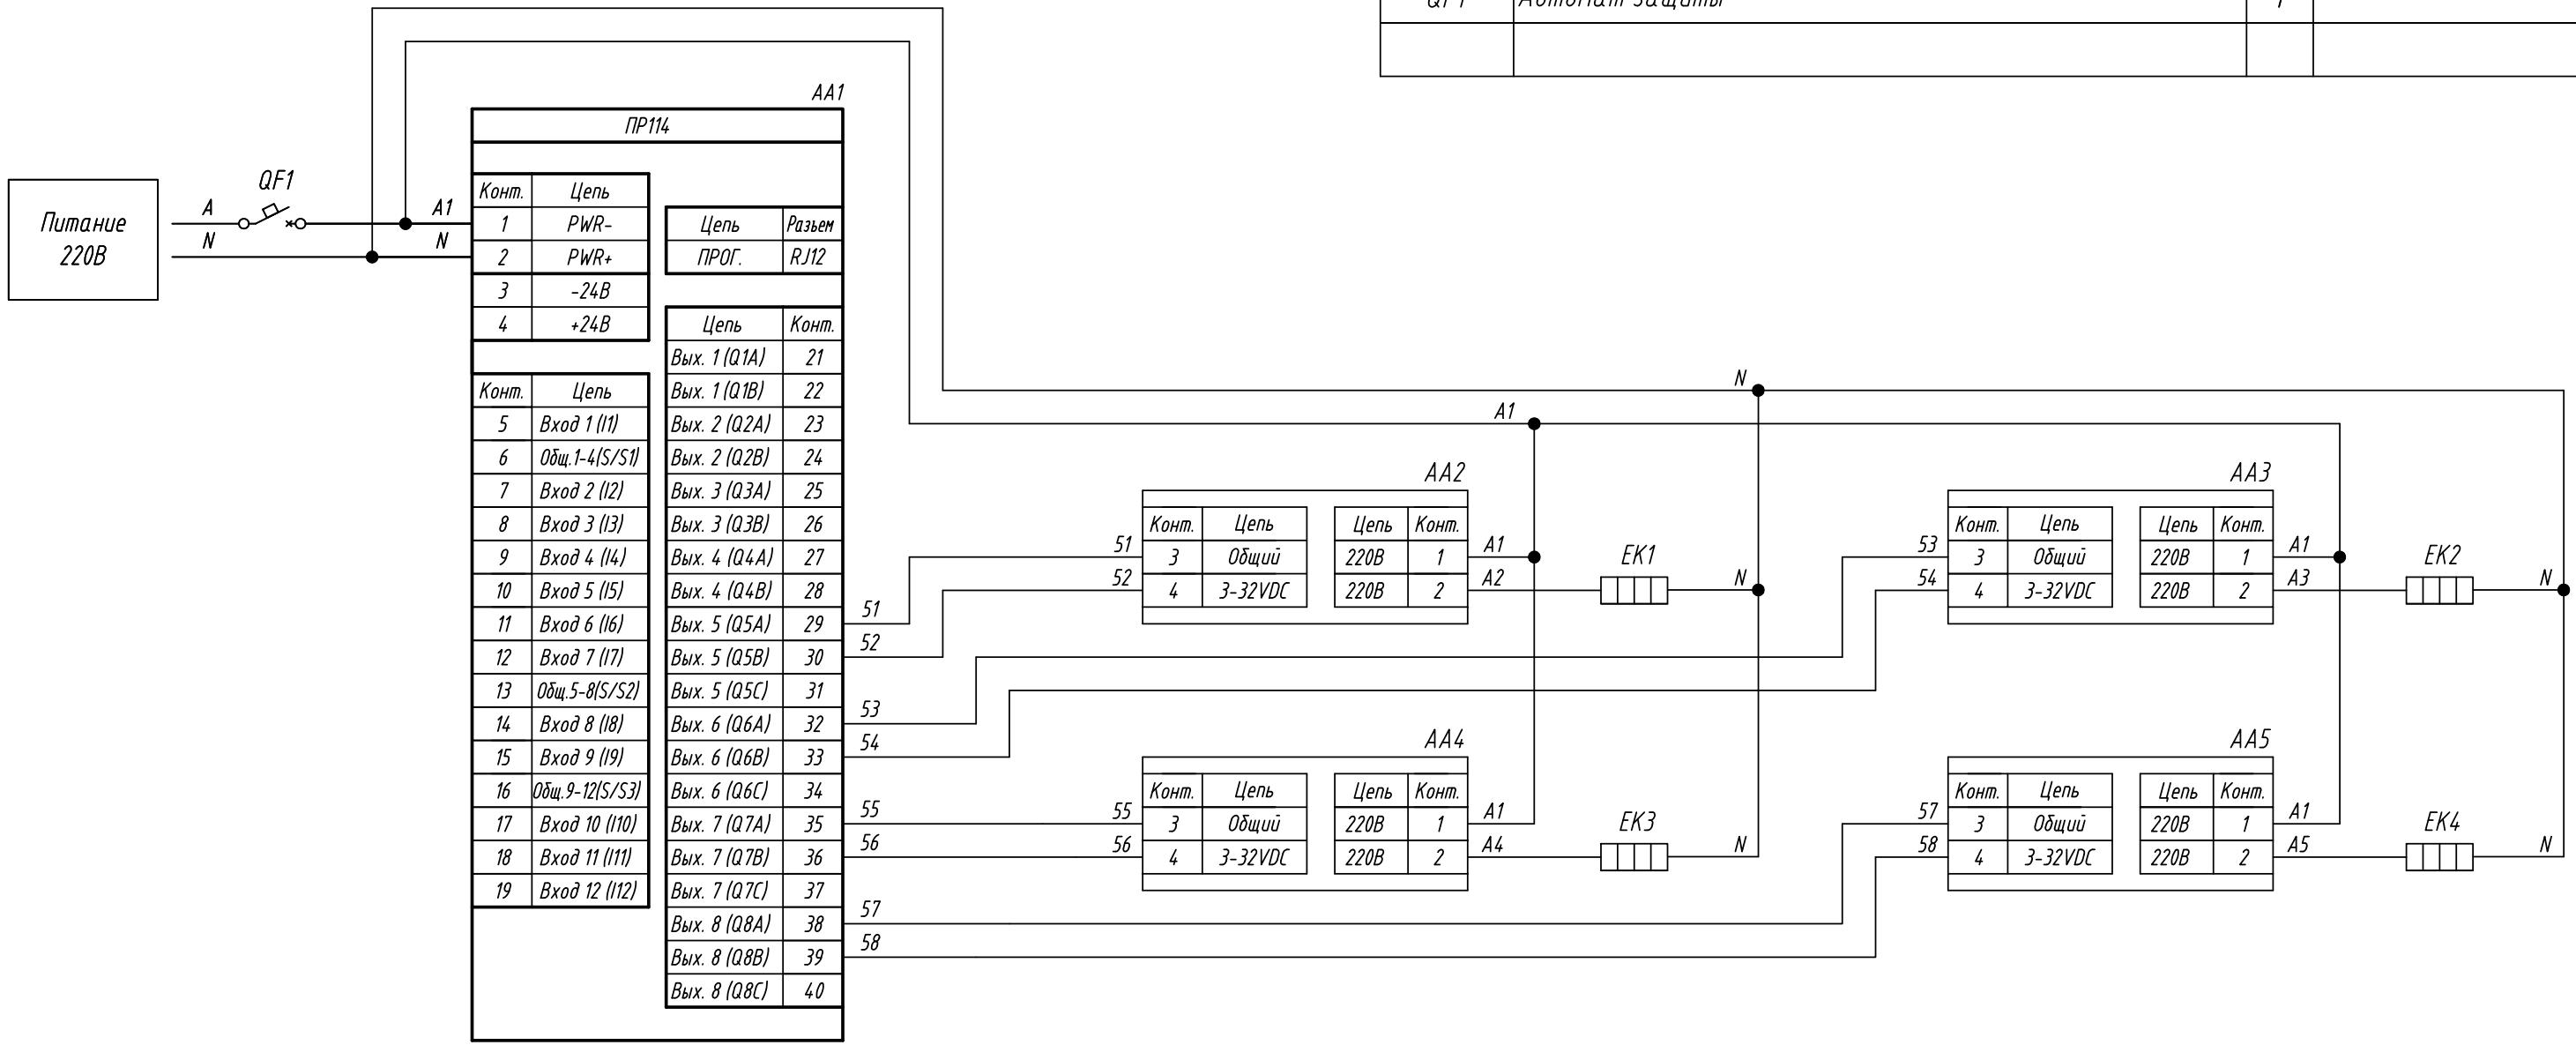 QF1 Автомат защиты 1
AA1
ПР114
Питание
220В
QF1
A
N
A1
N
Конт. Цепь
1 PWR-
2 PWR+
3 -24В
4 +24В
Цепь Разъем
ПРОГ. RJ12
Конт. Цепь
5 Вход 1 (I1)
6 Общ.1-4(S/S1)
7 Вход 2 (I2)
8 Вход 3 (I3)
9 Вход 4 (I4)
10 Вход 5 (I5)
11 Вход 6 (I6)
12 Вход 7 (I7)
13 Общ.5-8(S/S2)
14 Вход 8 (I8)
15 Вход 9 (I9)
16 Общ.9-12(S/S3)
17 Вход 10 (I10)
18 Вход 11 (I11)
19 Вход 12 (I12)
Цепь Конт.
Вых. 1 (Q1A) 21
Вых. 1 (Q1B) 22
Вых. 2 (Q2A) 23
Вых. 2 (Q2B) 24
Вых. 3 (Q3A) 25
Вых. 3 (Q3B) 26
Вых. 4 (Q4A) 27
Вых. 4 (Q4B) 28
Вых. 5 (Q5A) 29
Вых. 5 (Q5B) 30
Вых. 5 (Q5C) 31
Вых. 6 (Q6A) 32
Вых. 6 (Q6B) 33
Вых. 6 (Q6C) 34
Вых. 7 (Q7A) 35
Вых. 7 (Q7B) 36
Вых. 7 (Q7C) 37
Вых. 8 (Q8A) 38
Вых. 8 (Q8B) 39
Вых. 8 (Q8C) 40
51
52
53
54
55
56
57
58
N
A1
AA2
51
52
Конт. Цепь
3 Общий
4 3-32VDC
Цепь Конт.
220В 1
220В 2
A1
A2
EK1
N
AA3
53
54
Конт. Цепь
3 Общий
4 3-32VDC
Цепь Конт.
220В 1
220В 2
A1
A3
EK2
N
AA4
55
56
Конт. Цепь
3 Общий
4 3-32VDC
Цепь Конт.
220В 1
220В 2
A1
A4
EK3
N
AA5
57
58
Конт. Цепь
3 Общий
4 3-32VDC
Цепь Конт.
220В 1
220В 2
A1
A5
EK4
N